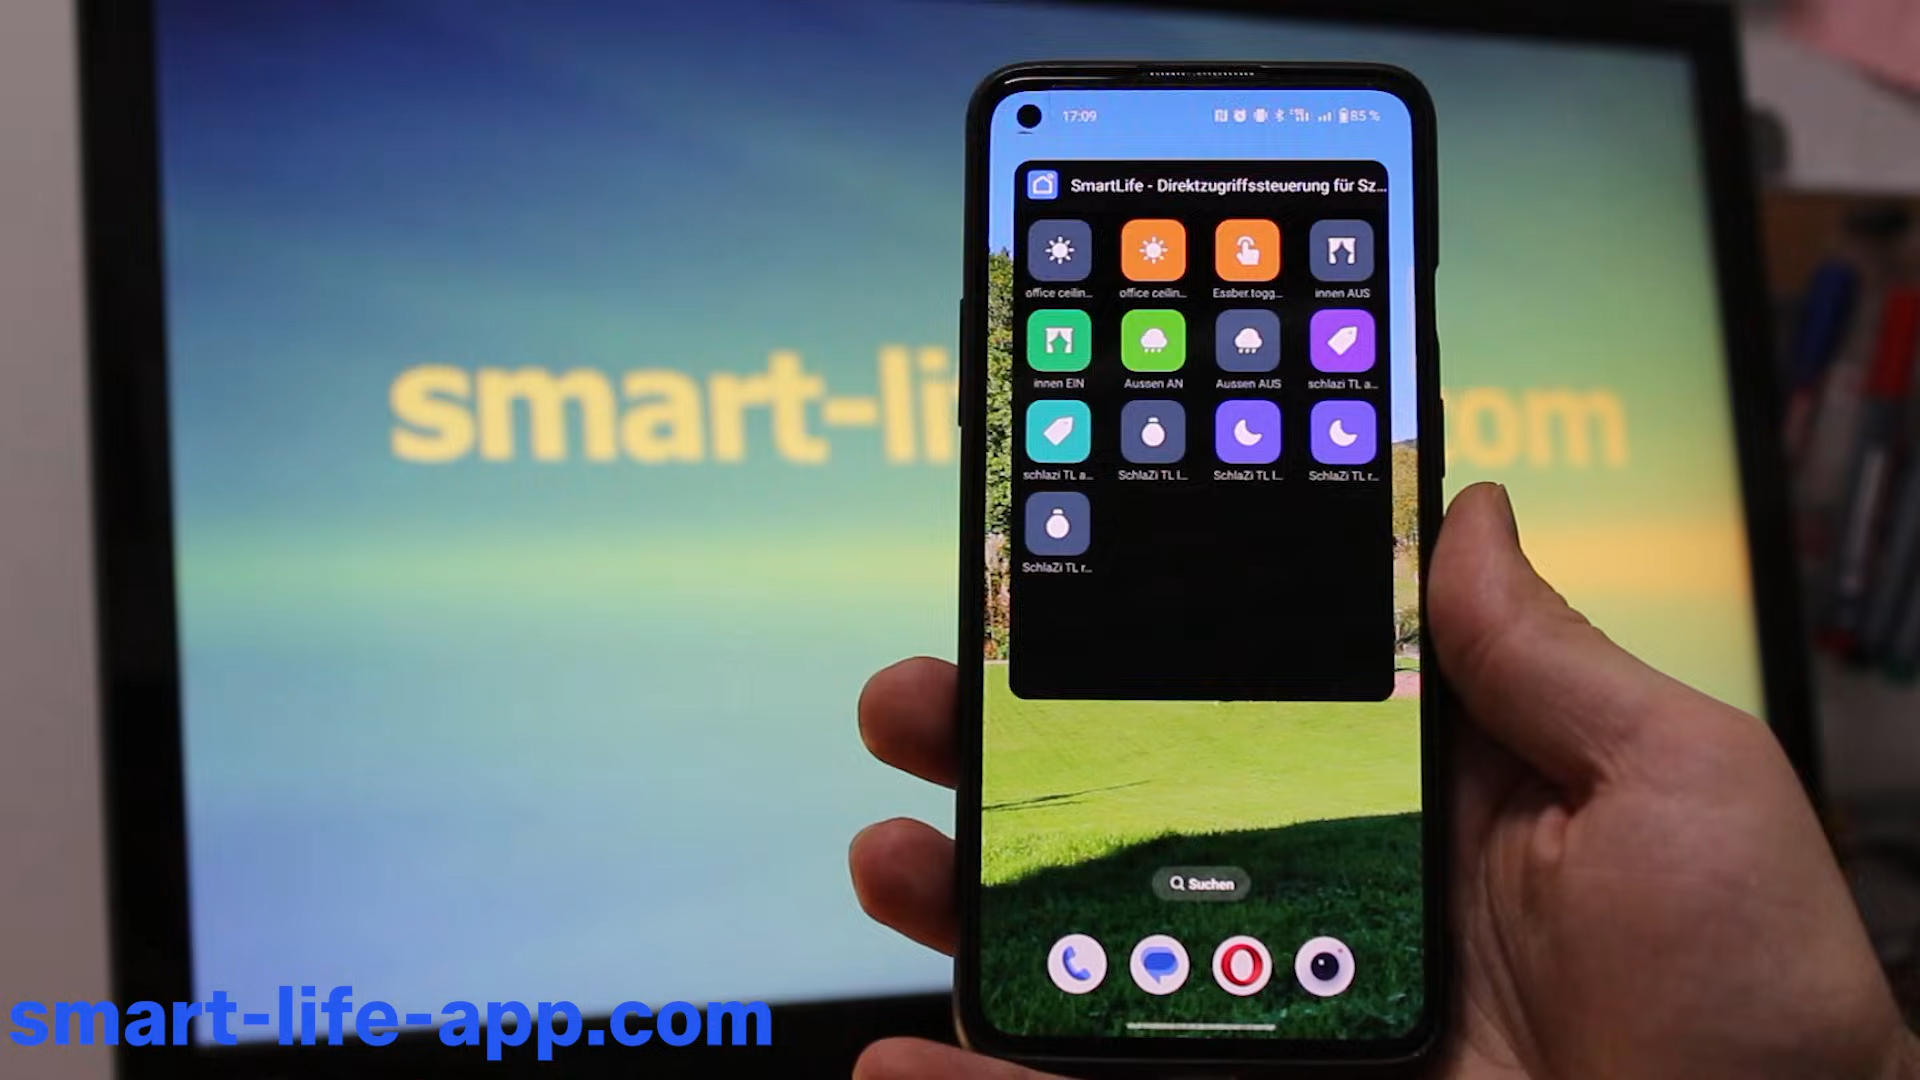 17:09
85 %
SmartLife - Direktzugriffssteuerung für Sz...
office ceilin... office ceilin... Essber.togg... innen AUS
innen EIN Aussen AN Aussen AUS schlazi TL a...
schlazi TL a... SchlaZi TL l... SchlaZi TL l... SchlaZi TL r...
SchlaZi TL r...
smart-li com
Suchen
smart-life-app.com